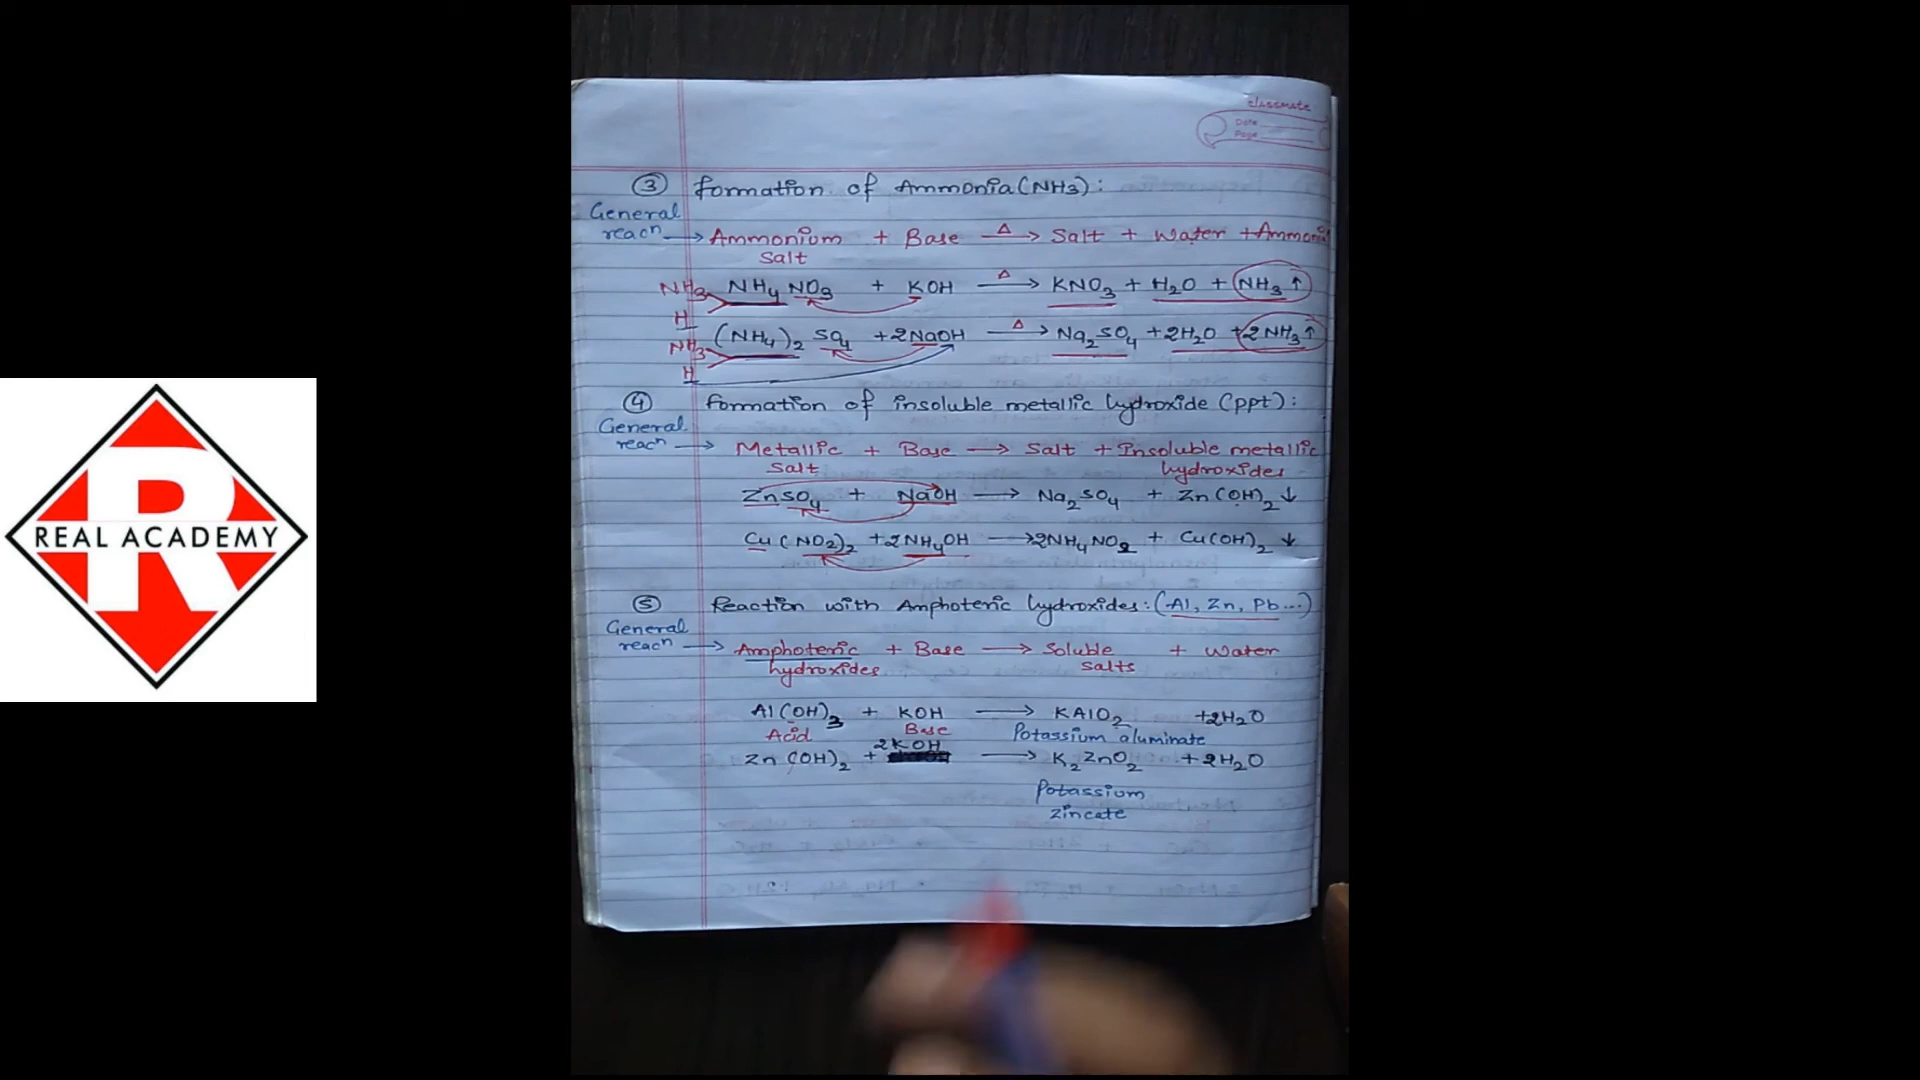 classmate
Date
Page
③ Formation of Ammonia (NH3):
General
reacn → Ammonium + Base △→ Salt + Water + Ammonia
Salt
NH3 NH4 NO3 + KOH △→ KNO3 + H2O + NH3 ↑
H
(NH4)2 SO4 + 2NaOH △→ Na2SO4 + 2H2O + 2NH3 ↑
NH3
H
④ Formation of insoluble metallic hydroxide (ppt):
General
reacn → Metallic + Base → Salt + Insoluble metallic
Salt hydroxides
ZnSO4 + NaOH → Na2SO4 + Zn(OH)2 ↓
Cu(NO2)2 + 2NH4OH → 2NH4NO2 + Cu(OH)2 ↓
⑤ Reaction with Amphoteric hydroxides: (Al, Zn, Pb...)
General
reacn → Amphoteric + Base → Soluble + Water
hydroxides salts
Al(OH)3 + KOH → KAlO2 + 2H2O
Acid Base Potassium aluminate
Zn(OH)2 + 2KOH → K2ZnO2 + 2H2O
Potassium
zincate
REAL ACADEMY
R